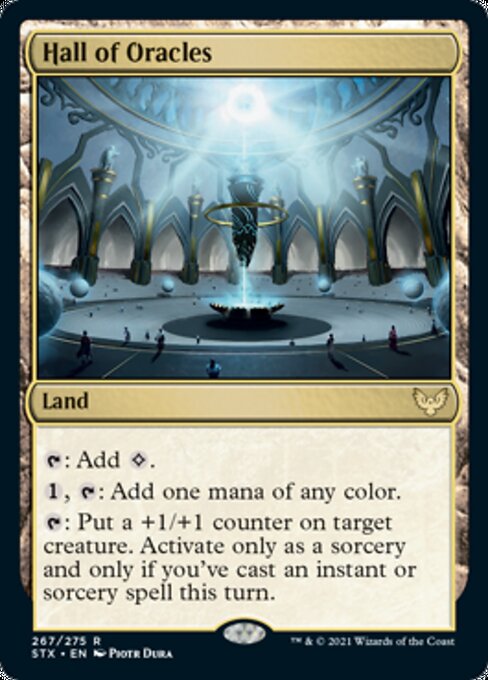 Hall of Oracles
Land
: Add .
1, : Add one mana of any color.
: Put a +1/+1 counter on target
creature. Activate only as a sorcery
and only if you've cast an instant or
sorcery spell this turn.
267/275 R
STX • EN Piotr Dura
™ & © 2021 Wizards of the Coast